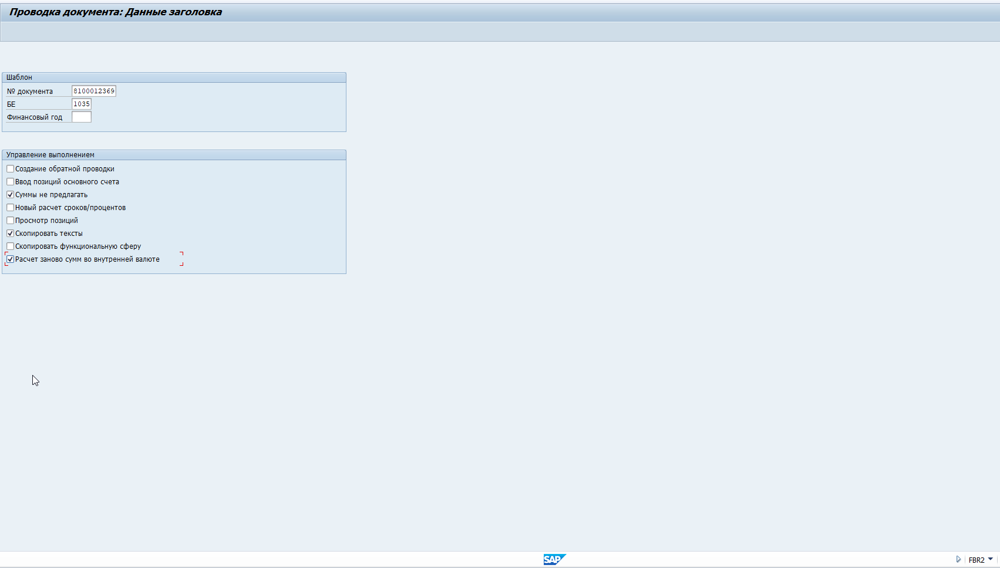 Проводка документа: Данные заголовка
Шаблон
№ документа 8100012369
БЕ 1035
Финансовый год
Управление выполнением
Создание обратной проводки
Ввод позиций основного счета
Суммы не предлагать
Новый расчет сроков/процентов
Просмотр позиций
Скопировать тексты
Скопировать функциональную сферу
Расчет заново сумм во внутренней валюте
SAP FBR2